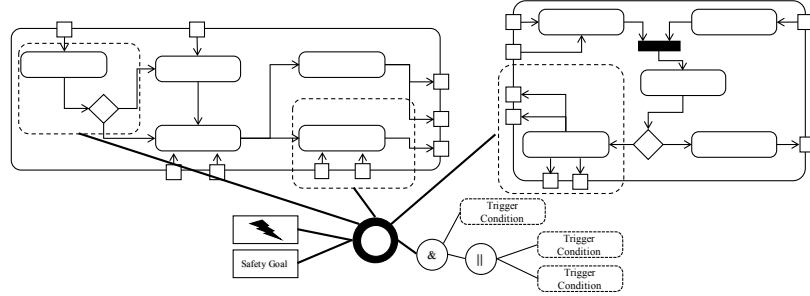 Trigger
Condition
&
||
Trigger
Condition
Safety Goal
Trigger
Condition